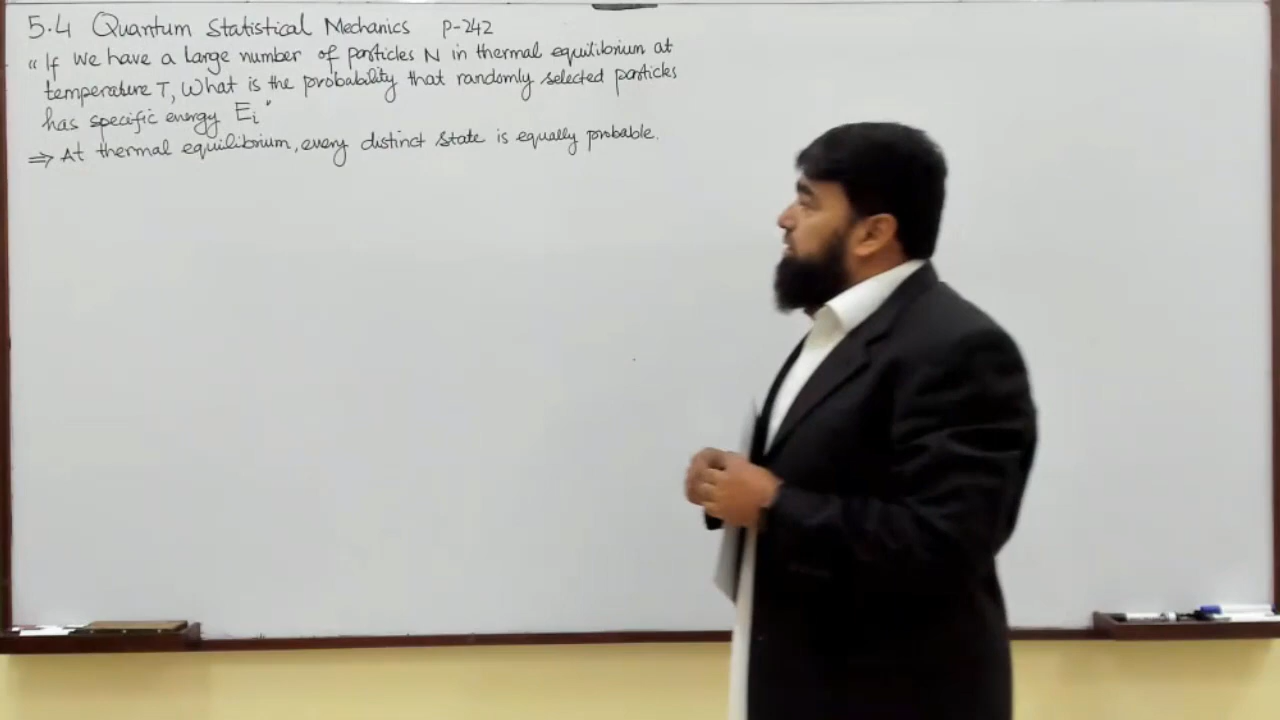 5.4 Quantum Statistical Mechanics P-242
"If we have a large number of particles N in thermal equilibrium at
temperature T, What is the probability that randomly selected particles
has specific energy Ei"
⇒ At thermal equilibrium, every distinct state is equally probable.